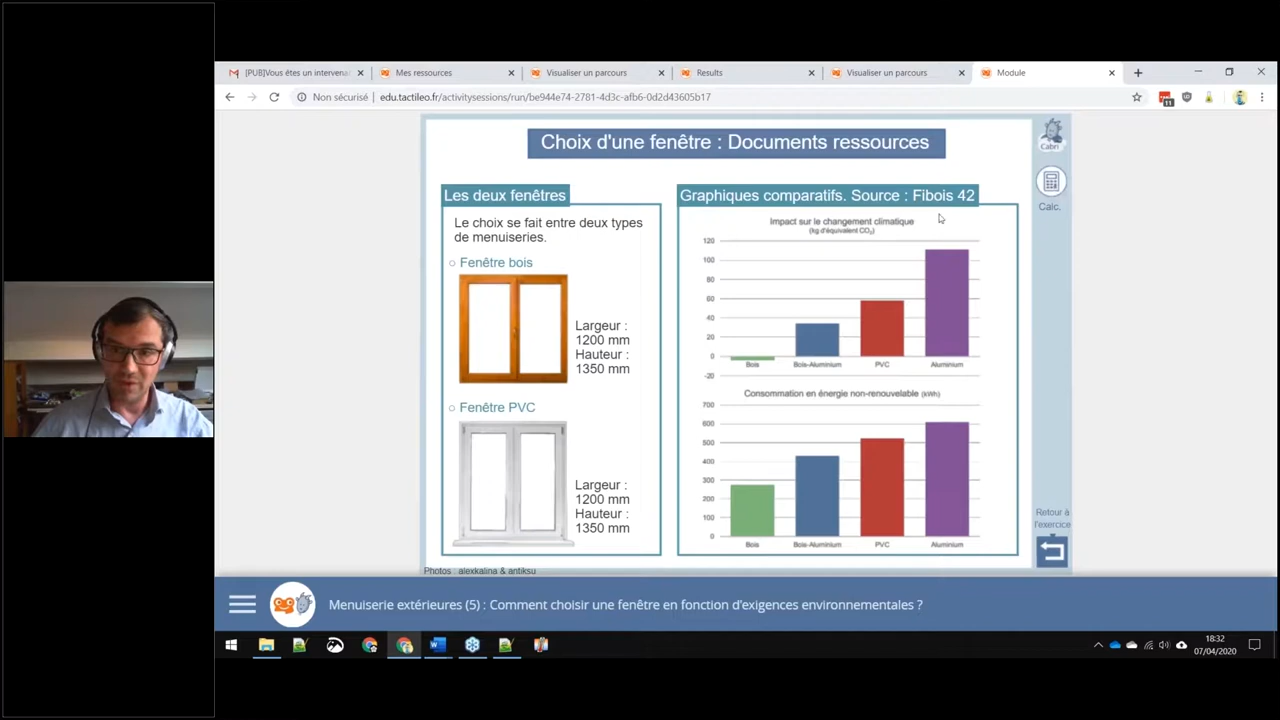 [PUB]Vous êtes un intervena
Mes ressources
Visualiser un parcours
Results
Visualiser un parcours
Module
Non sécurisé
edu.tactileo.fr/activitysessions/run/be944e74-2781-4d3c-afb6-0d2d43605b17
11
Choix d'une fenêtre : Documents ressources
Cabri
Calc.
Les deux fenêtres
Le choix se fait entre deux types
de menuiseries.
Fenêtre bois
Largeur :
1200 mm
Hauteur :
1350 mm
Fenêtre PVC
Largeur :
1200 mm
Hauteur :
1350 mm
Photos : alexkalina & antiksu
Graphiques comparatifs. Source : Fibois 42
Impact sur le changement climatique
(kg d'équivalent CO₂)
120
100
80
60
40
20
0
-20
Bois
Bois-Aluminium
PVC
Aluminium
Consommation en énergie non-renouvelable (kWh)
700
600
500
400
300
200
100
0
Bois
Bois-Aluminium
PVC
Aluminium
Retour à
l'exercice
Menuiserie extérieures (5) : Comment choisir une fenêtre en fonction d'exigences environnementales ?
18:32
07/04/2020